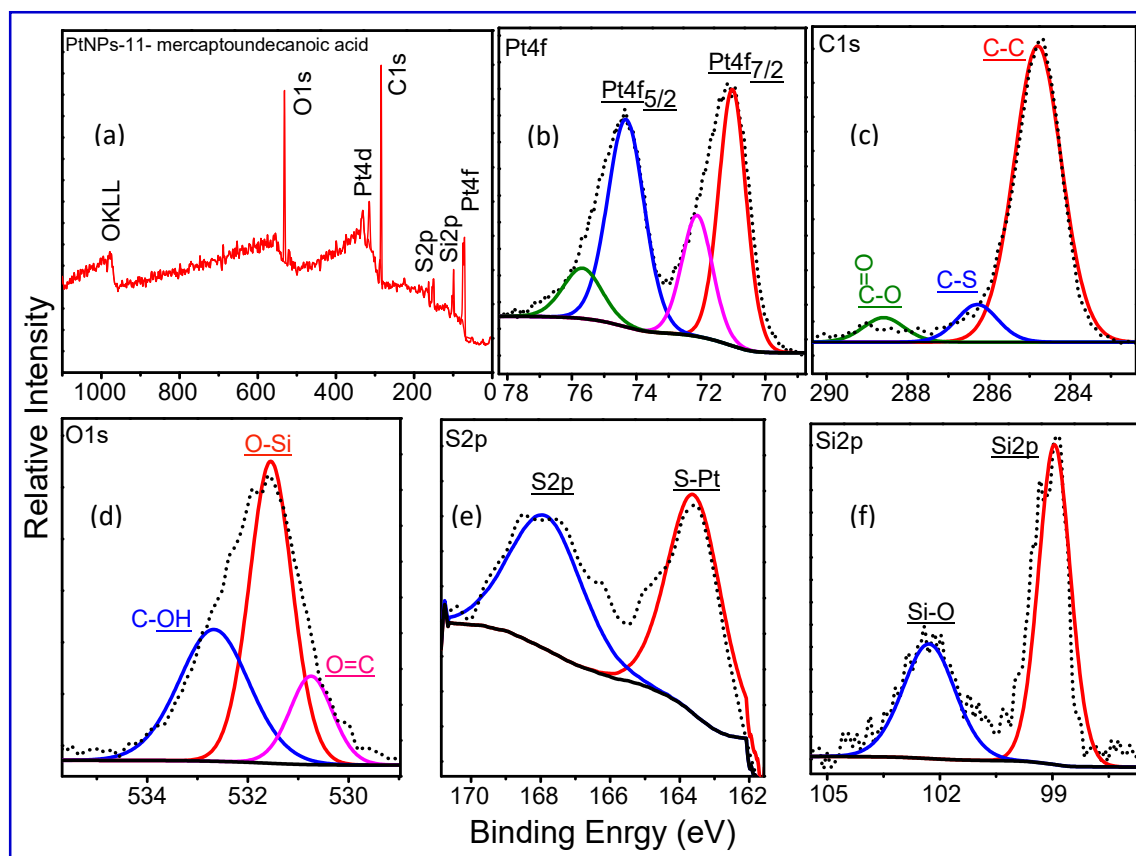 PtNPs-11- mercaptoundecanoic acid
(a)
OKLL
O1s
Pt4d
C1s
S2p
Si2p
Pt4f
1000 800 600 400 200 0
Pt4f
(b)
Pt4f5/2
Pt4f7/2
78 76 74 72 70
C1s
(c)
C-C
C-S
O
=
C-O
290 288 286 284
Relative Intensity
O1s
(d)
O-Si
C-OH
O=C
534 532 530
S2p
(e)
S2p
S-Pt
170 168 166 164 162
Si2p
(f)
Si2p
Si-O
105 102 99
Binding Enrgy (eV)